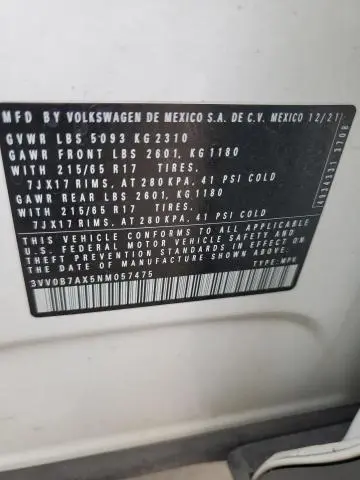 MFD BY VOLKSWAGEN DE MEXICO S.A. DE C.V. MEXICO 12/21
GVWR LBS 5093 KG 2310
GAWR FRONT LBS 2601, KG 1180
WITH 215/65 R17 TIRES,
7JX17 RIMS, AT 280 KPA, 41 PSI COLD
GAWR REAR LBS 2601, KG 1180
WITH 215/65 R17 TIRES,
7JX17 RIMS, AT 280 KPA, 41 PSI COLD
THIS VEHICLE CONFORMS TO ALL APPLICABLE
U.S. FEDERAL MOTOR VEHICLE SAFETY AND
THEFT PREVENTION STANDARDS IN EFFECT ON
THE DATE OF MANUFACTURE SHOWN ABOVE.
3VV0B7AX5NM057475
TYPE: MPV